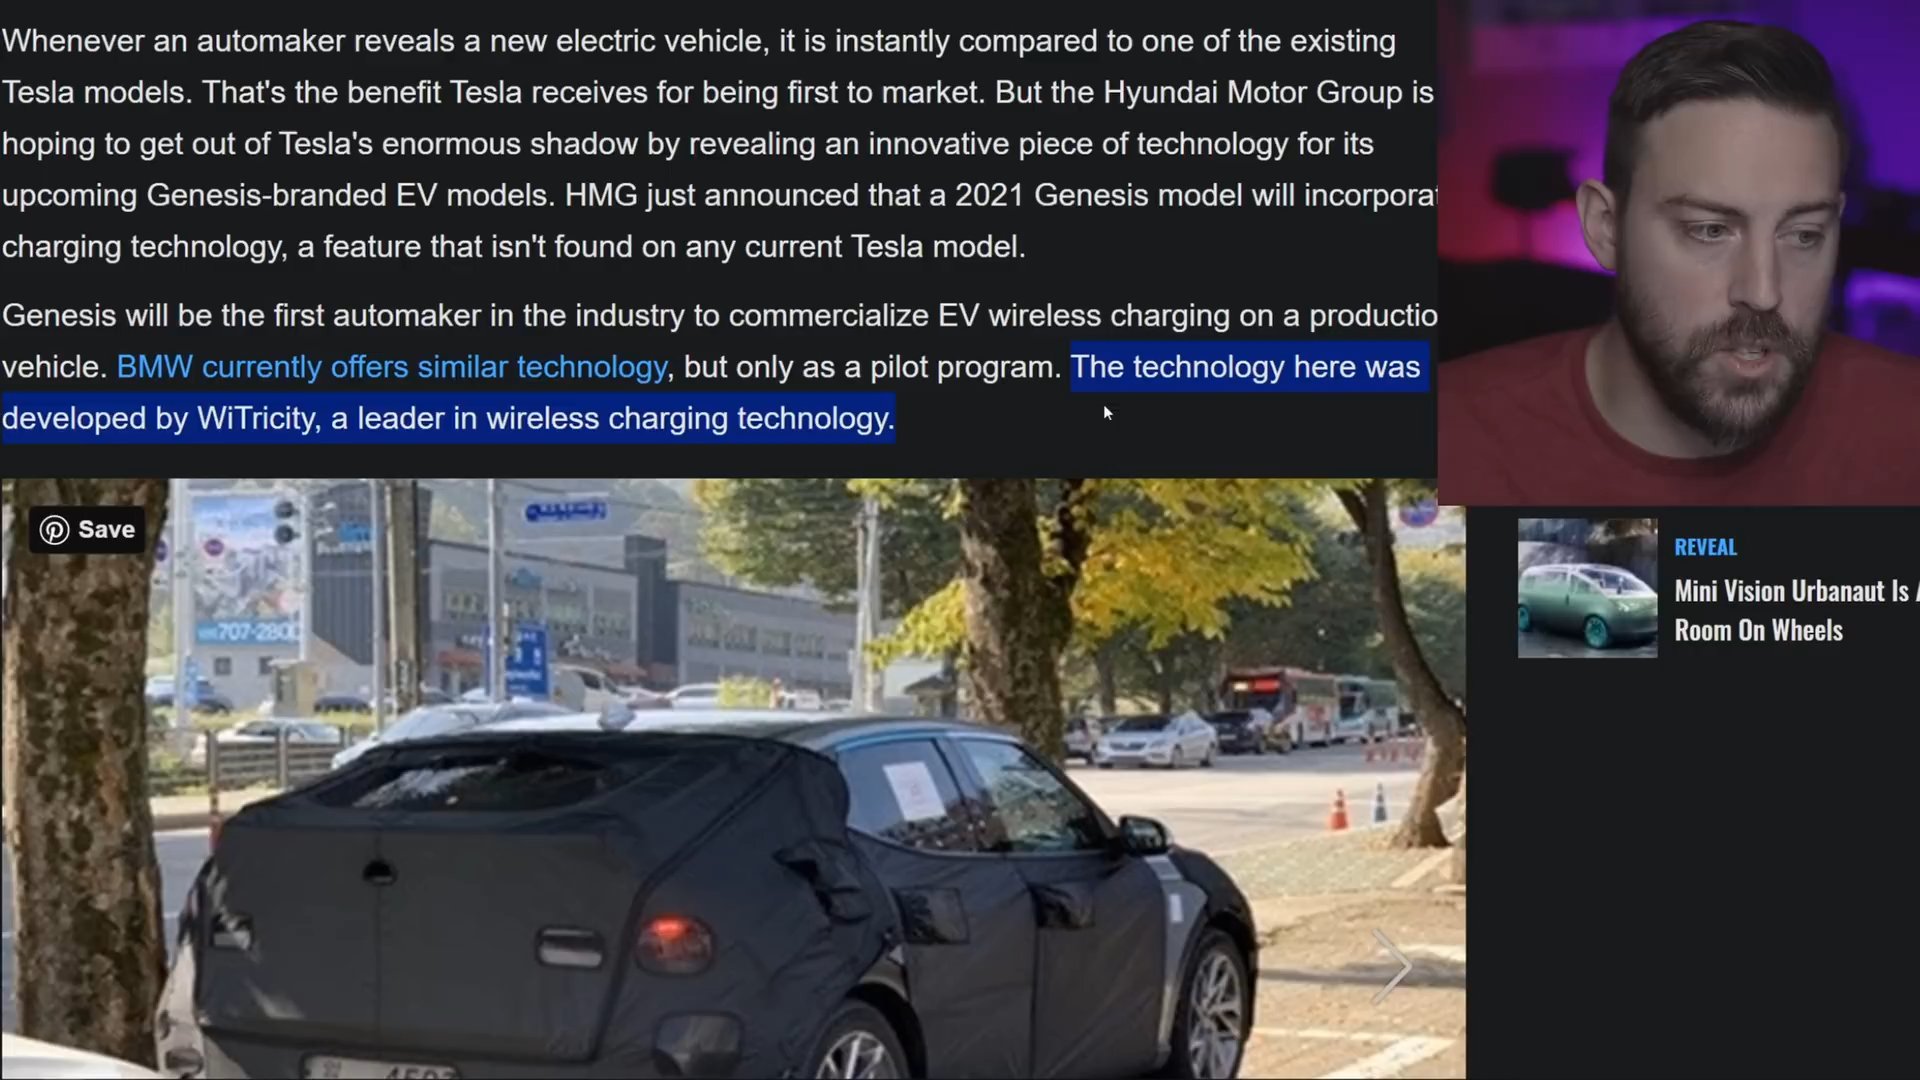 Whenever an automaker reveals a new electric vehicle, it is instantly compared to one of the existing
Tesla models. That's the benefit Tesla receives for being first to market. But the Hyundai Motor Group is
hoping to get out of Tesla's enormous shadow by revealing an innovative piece of technology for its
upcoming Genesis-branded EV models. HMG just announced that a 2021 Genesis model will incorporat
charging technology, a feature that isn't found on any current Tesla model.
Genesis will be the first automaker in the industry to commercialize EV wireless charging on a productio
vehicle. BMW currently offers similar technology, but only as a pilot program. The technology here was
developed by WiTricity, a leader in wireless charging technology.
Save
707-280
REVEAL
Mini Vision Urbanaut Is
Room On Wheels